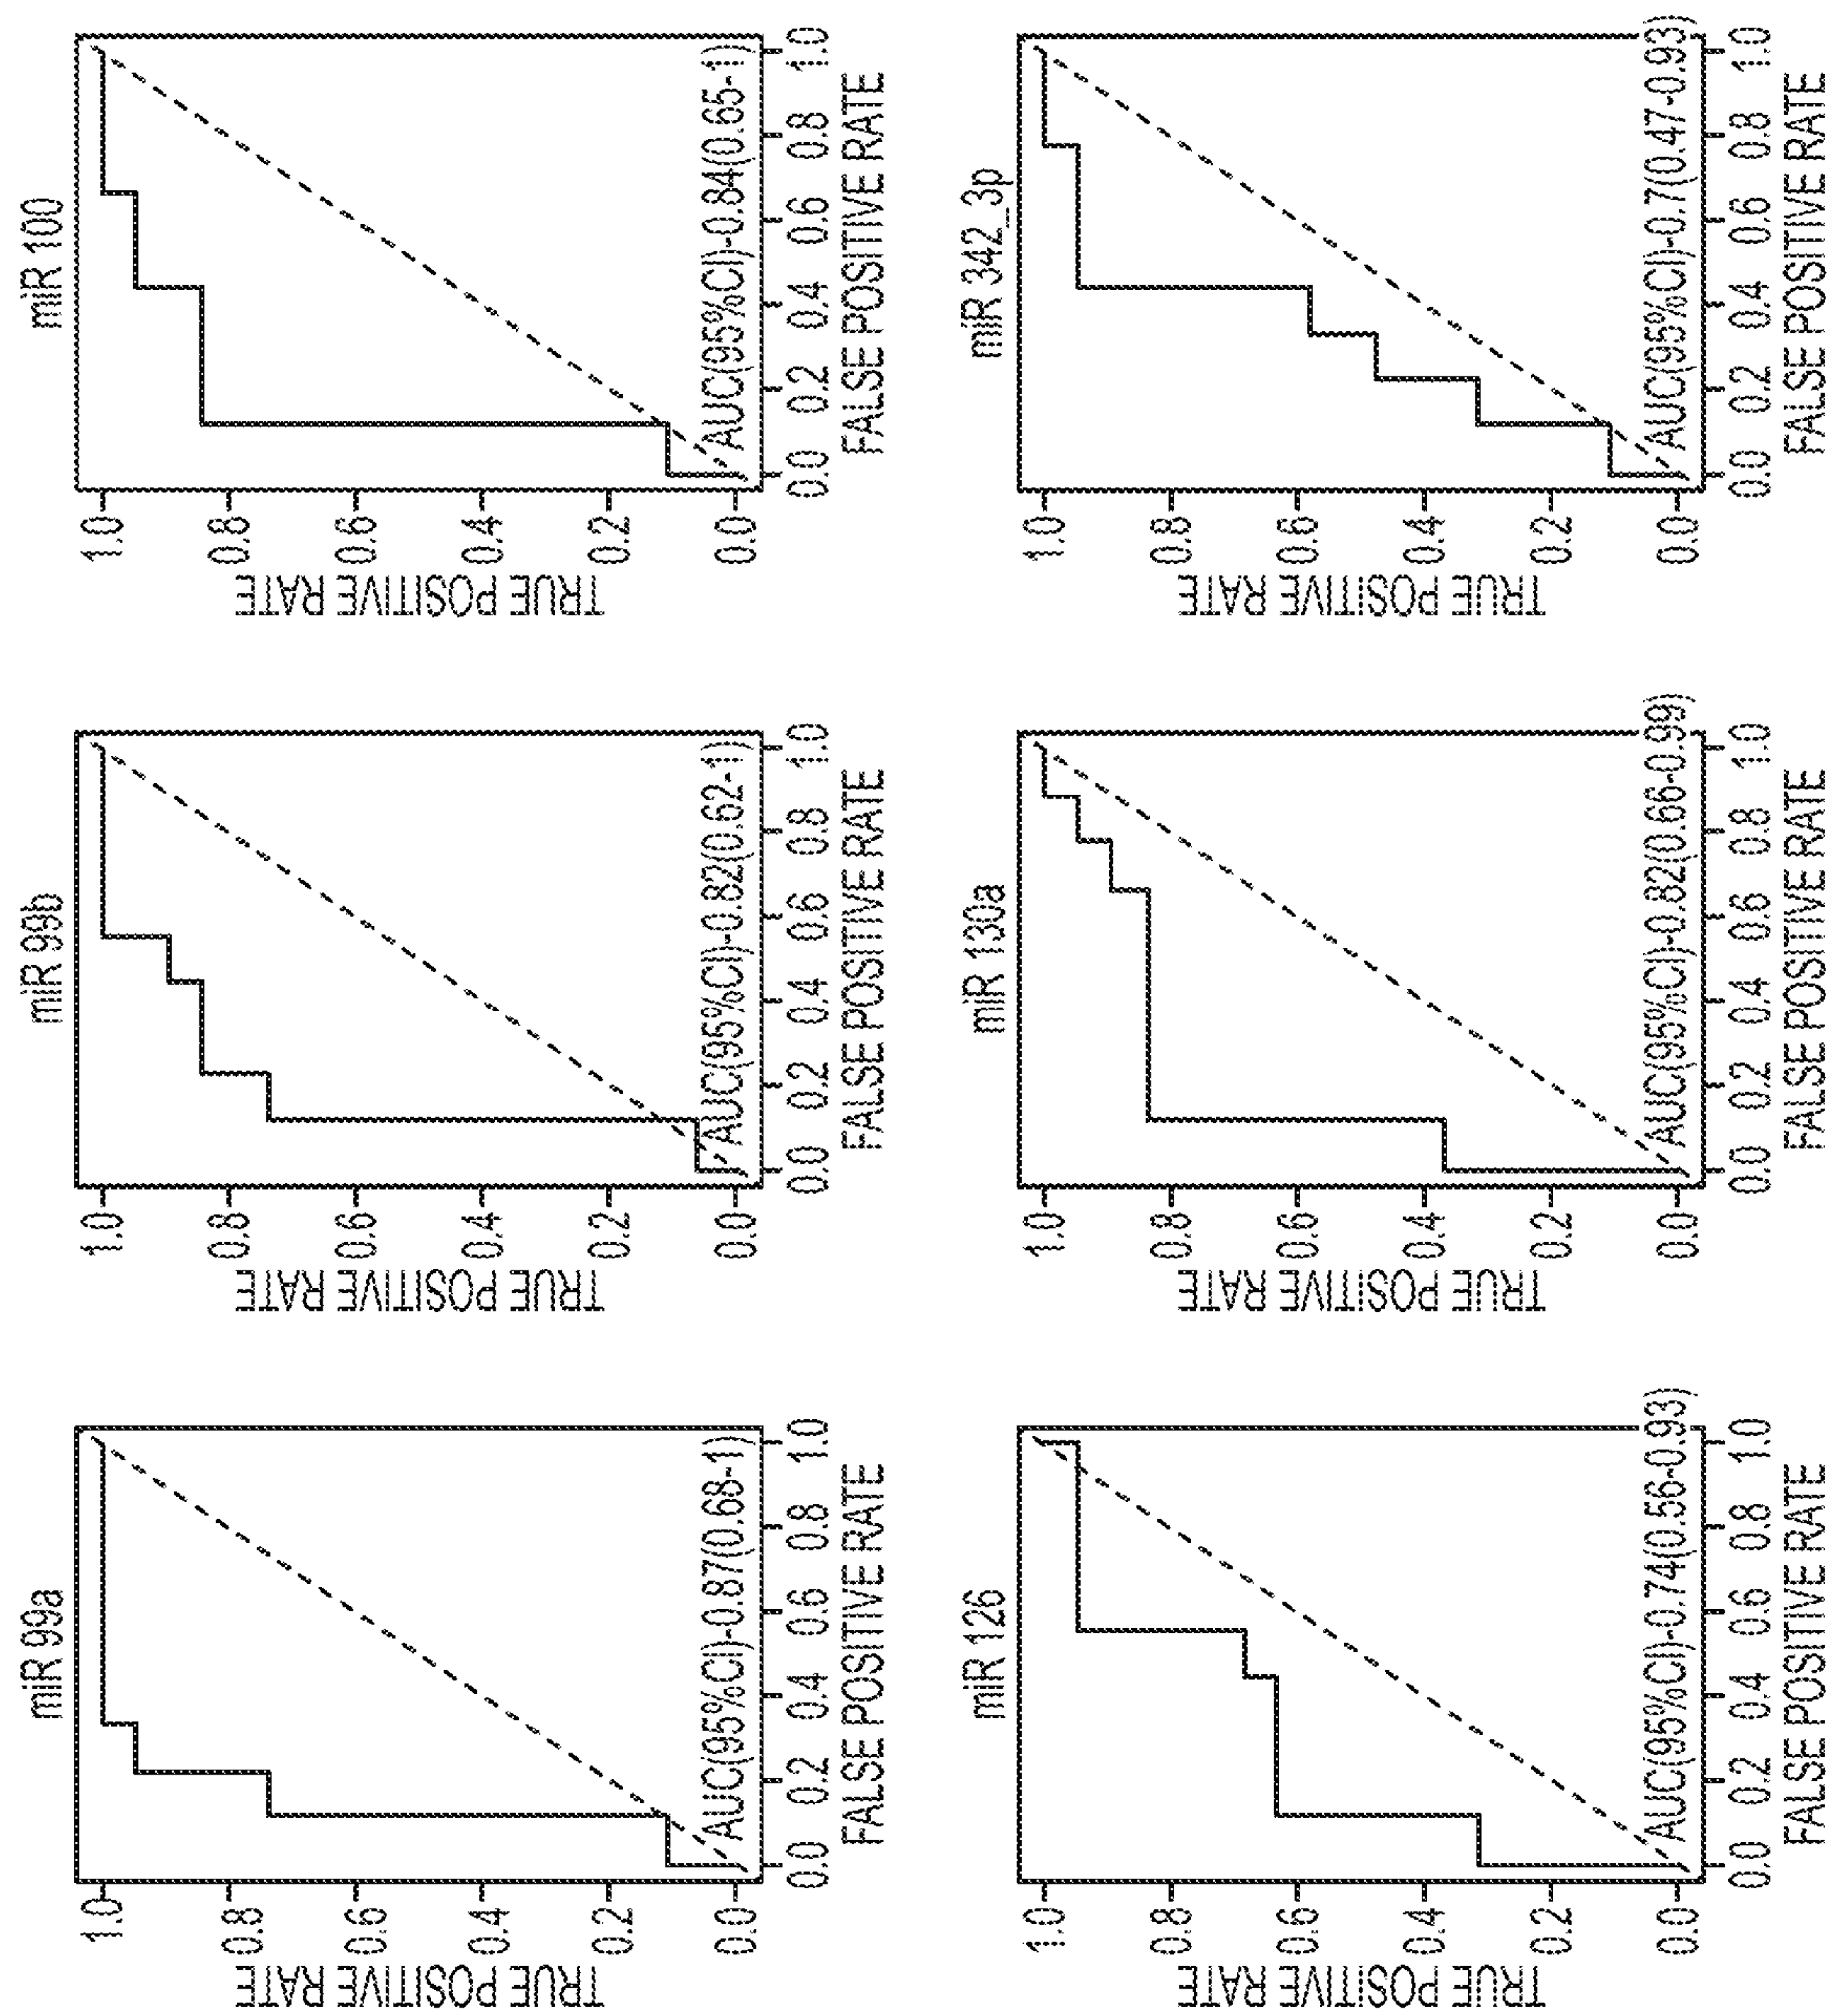 miR 99a
TRUE POSITIVE RATE
1.0
0.8
0.6
0.4
0.2
0.0
AUC(95%CI)-0.87(0.68-1)
0.0 0.2 0.4 0.6 0.8 1.0
FALSE POSITIVE RATE
miR 99b
TRUE POSITIVE RATE
1.0
0.8
0.6
0.4
0.2
0.0
AUC(95%CI)-0.82(0.62-1)
0.0 0.2 0.4 0.6 0.8 1.0
FALSE POSITIVE RATE
miR 100
TRUE POSITIVE RATE
1.0
0.8
0.6
0.4
0.2
0.0
AUC(95%CI)-0.84(0.65-1)
0.0 0.2 0.4 0.6 0.8 1.0
FALSE POSITIVE RATE
miR 126
TRUE POSITIVE RATE
1.0
0.8
0.6
0.4
0.2
0.0
AUC(95%CI)-0.74(0.56-0.93)
0.0 0.2 0.4 0.6 0.8 1.0
FALSE POSITIVE RATE
miR 130a
TRUE POSITIVE RATE
1.0
0.8
0.6
0.4
0.2
0.0
AUC(95%CI)-0.82(0.66-0.99)
0.0 0.2 0.4 0.6 0.8 1.0
FALSE POSITIVE RATE
miR 342_3p
TRUE POSITIVE RATE
1.0
0.8
0.6
0.4
0.2
0.0
AUC(95%CI)-0.7(0.47-0.93)
0.0 0.2 0.4 0.6 0.8 1.0
FALSE POSITIVE RATE